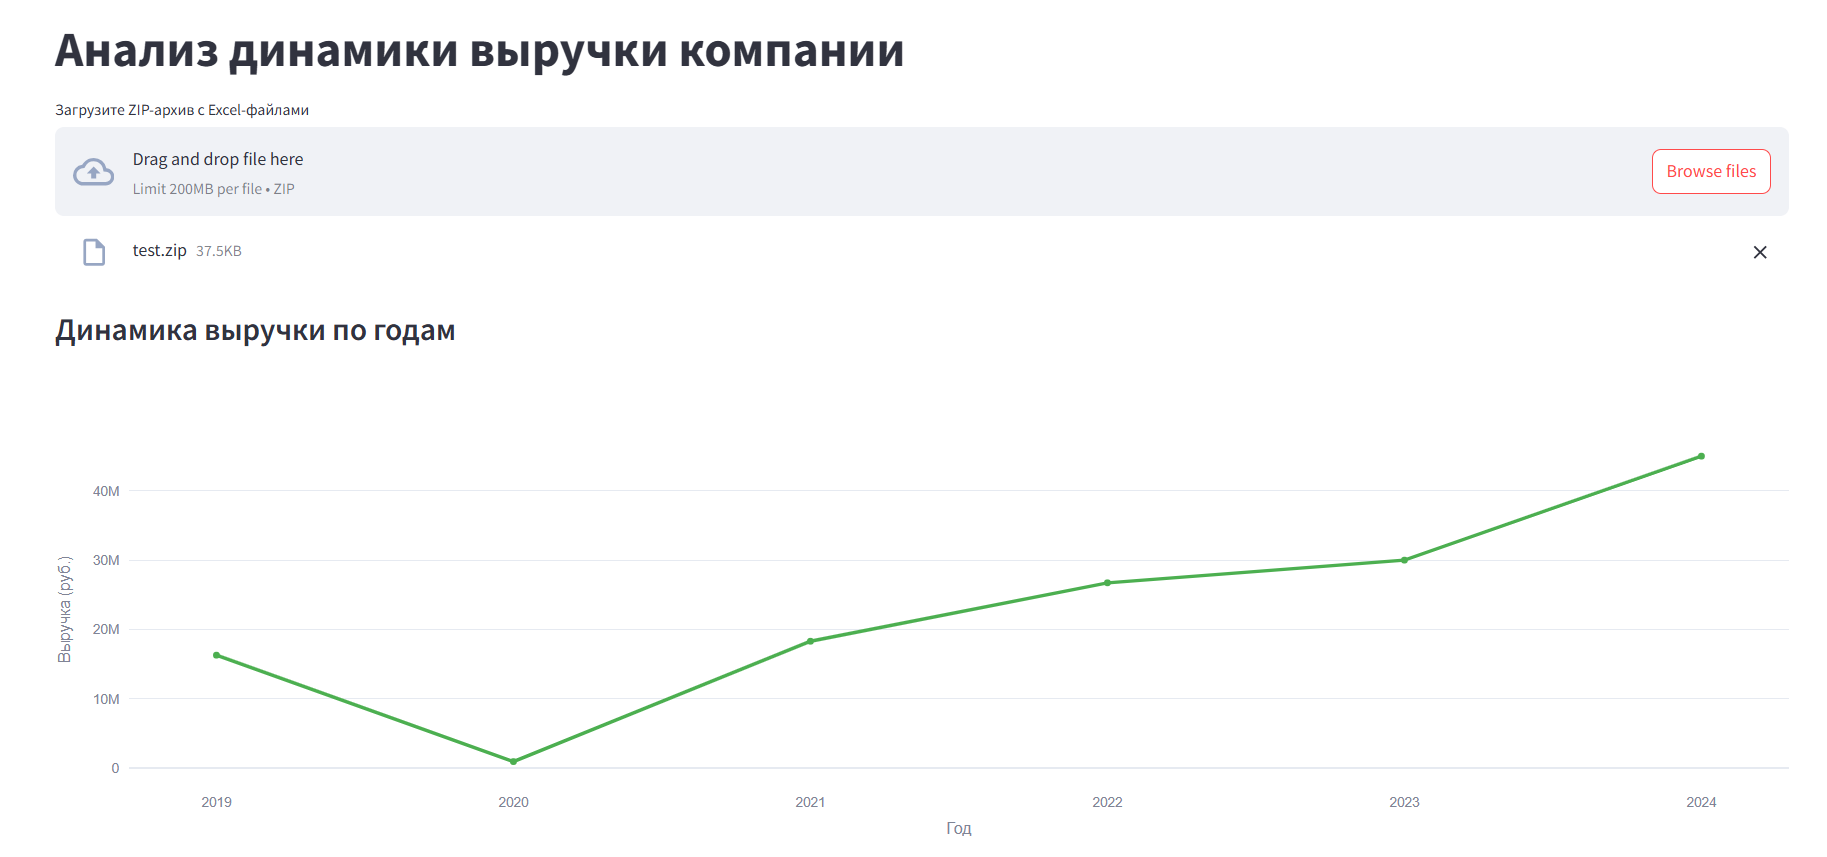 Анализ динамики выручки компании
Загрузите ZIP-архив с Excel-файлами
Drag and drop file here
Limit 200MB per file • ZIP
Browse files
test.zip 37.5KB
Динамика выручки по годам
Выручка (руб.)
40M
30M
20M
10M
0
2019 2020 2021 2022 2023 2024
Год